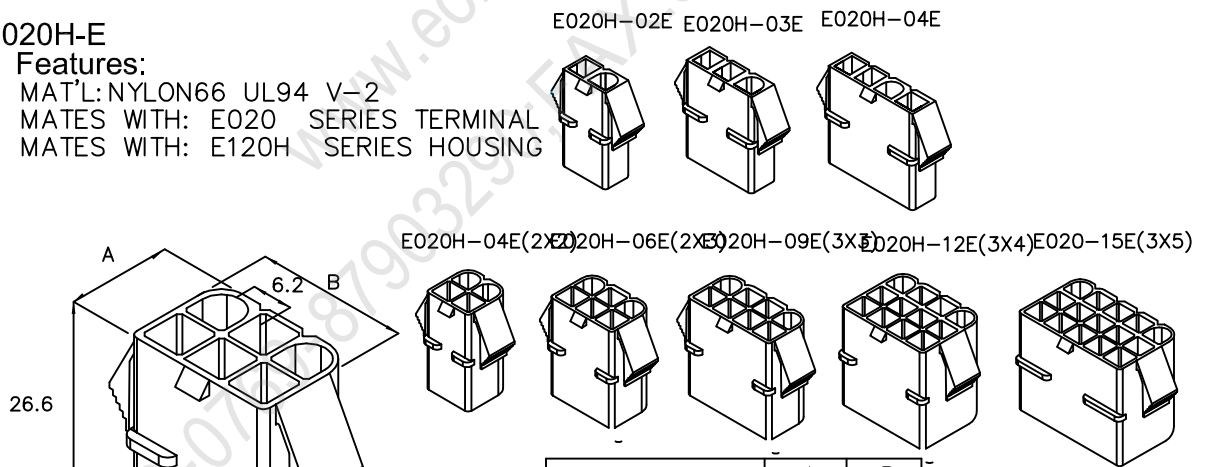 020H-E
Features:
MAT'L: NYLON66 UL94 V-2
MATES WITH: E020 SERIES TERMINAL
MATES WITH: E120H SERIES HOUSING
E020H-02E E020H-03E E020H-04E
E020H-04E(2X2) E020H-06E(2X3) E020H-09E(3X3) E020H-12E(3X4) E020-15E(3X5)
A
6.2 B
26.6